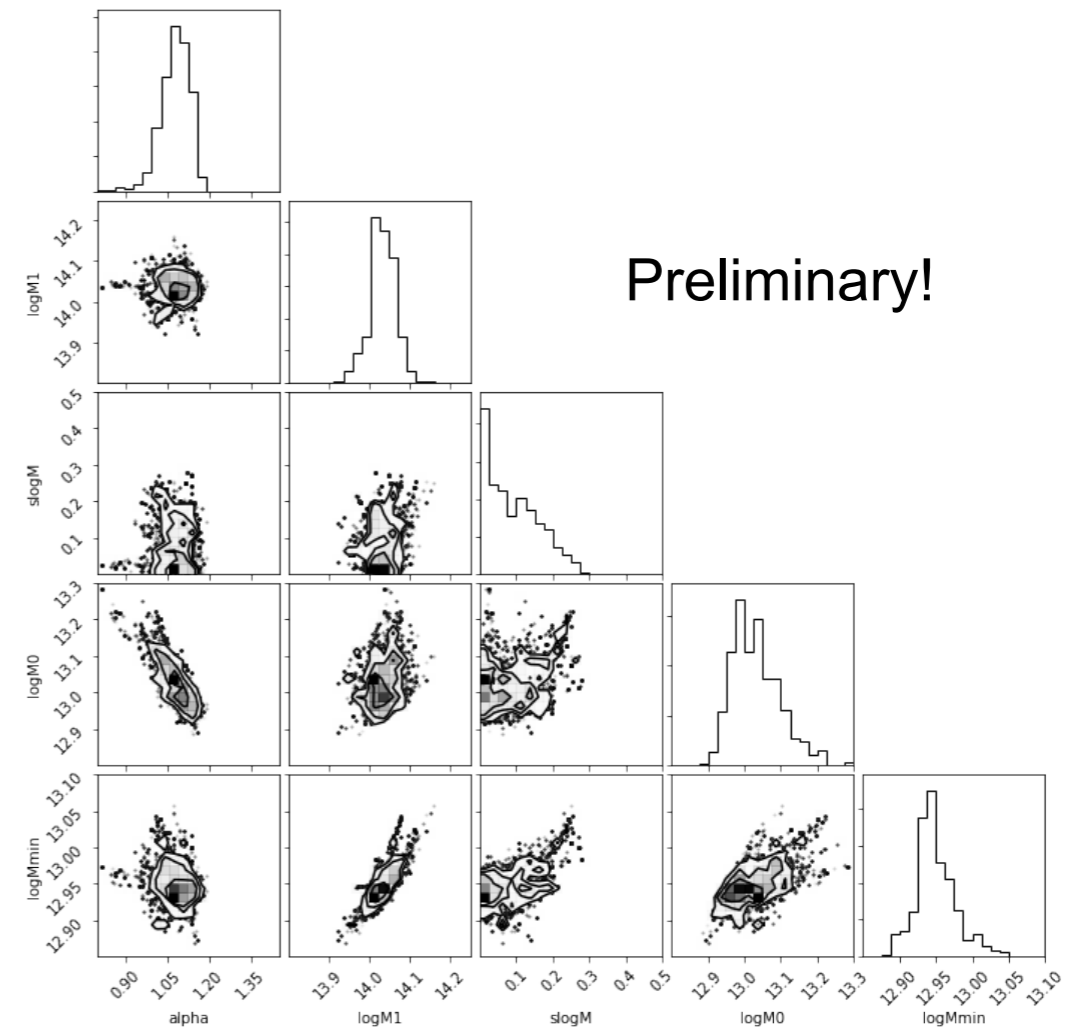 14.2
14.1
14.0
13.9
logM1
Preliminary!
0.5
0.4
0.3
0.2
0.1
slogM
13.3
13.2
13.1
13.0
12.9
logM0
13.10
13.05
13.00
12.95
12.90
logMmin
0.90 1.05 1.20 1.35
13.9 14.0 14.1 14.2
0.1 0.2 0.3 0.4 0.5
12.9 13.0 13.1 13.2 13.3
12.90 12.95 13.00 13.05 13.10
alpha logM1 slogM logM0 logMmin